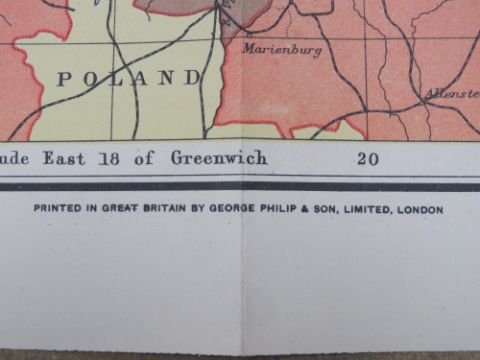 Marienburg
POLAND
Allenste
ude East 18 of Greenwich 20
PRINTED IN GREAT BRITAIN BY GEORGE PHILIP & SON, LIMITED, LONDON